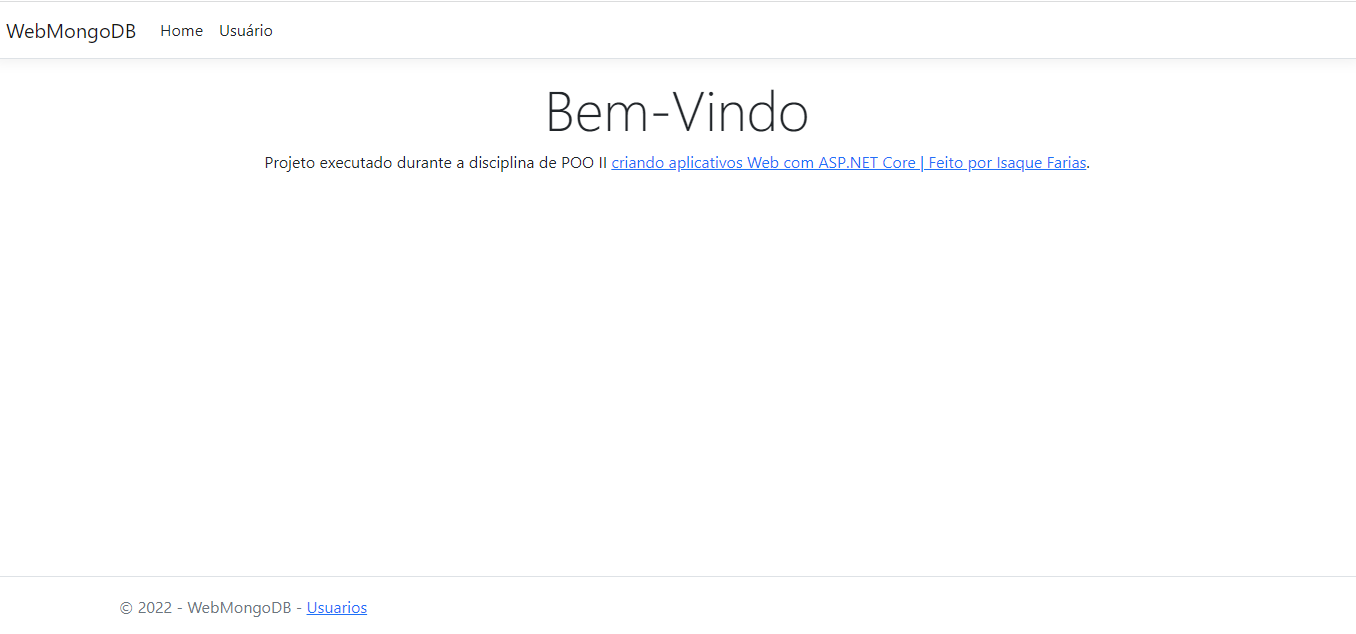 WebMongoDB Home Usuário
Bem-Vindo
Projeto executado durante a disciplina de POO II criando aplicativos Web com ASP.NET Core | Feito por Isaque Farias.
© 2022 - WebMongoDB - Usuarios